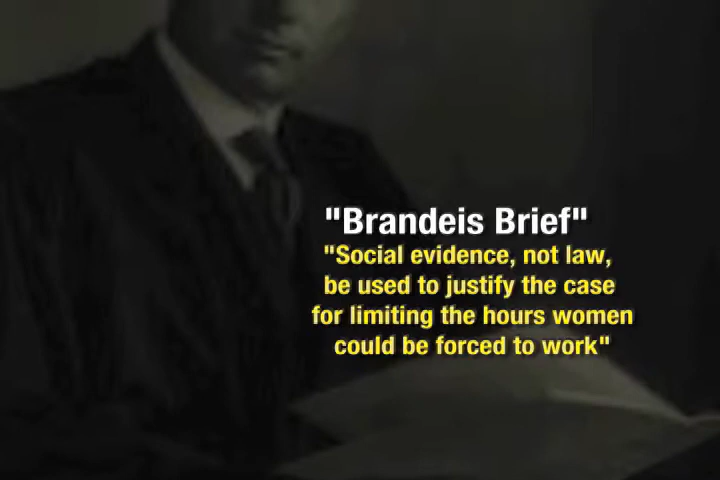 "Brandeis Brief"
"Social evidence, not law,
be used to justify the case
for limiting the hours women
could be forced to work"